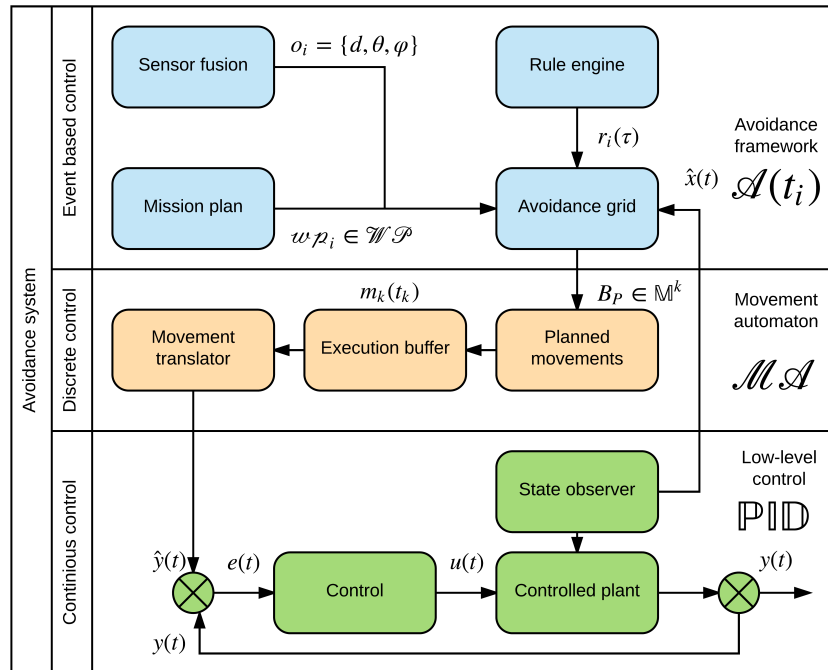 Avoidance system
Event based control
Sensor fusion
o_i = {d, θ, φ}
Rule engine
r_i(τ)
Avoidance
framework
𝒜(t_i)
x̂(t)
Mission plan
𝓌𝓅_i ∈ 𝒲𝒫
Avoidance grid
Discrete control
m_k(t_k)
B_P ∈ 𝕄^k
Movement
automaton
ℳ𝒜
Movement
translator
Execution buffer
Planned
movements
Continious control
State observer
Low-level
control
ℙ𝕀𝔻
ŷ(t)
e(t)
Control
u(t)
Controlled plant
y(t)
y(t)